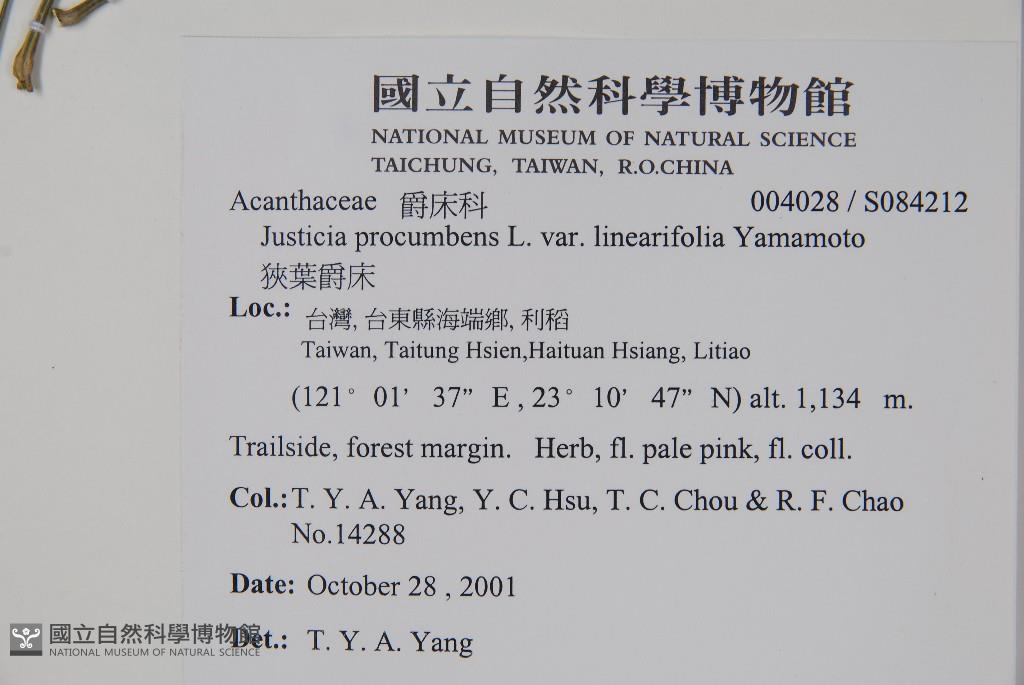 國立自然科學博物館
NATIONAL MUSEUM OF NATURAL SCIENCE
TAICHUNG, TAIWAN, R.O.CHINA
Acanthaceae 爵床科 004028 / S084212
Justicia procumbens L. var. linearifolia Yamamoto
狹葉爵床
Loc.: 台灣, 台東縣海端鄉, 利稻
Taiwan, Taitung Hsien,Haituan Hsiang, Litiao
(121° 01’ 37” E , 23° 10’ 47” N) alt. 1,134 m.
Trailside, forest margin. Herb, fl. pale pink, fl. coll.
Col.: T. Y. A. Yang, Y. C. Hsu, T. C. Chou & R. F. Chao
No.14288
Date: October 28 , 2001
Det.: T. Y. A. Yang
國立自然科學博物館
NATIONAL MUSEUM OF NATURAL SCIENCE